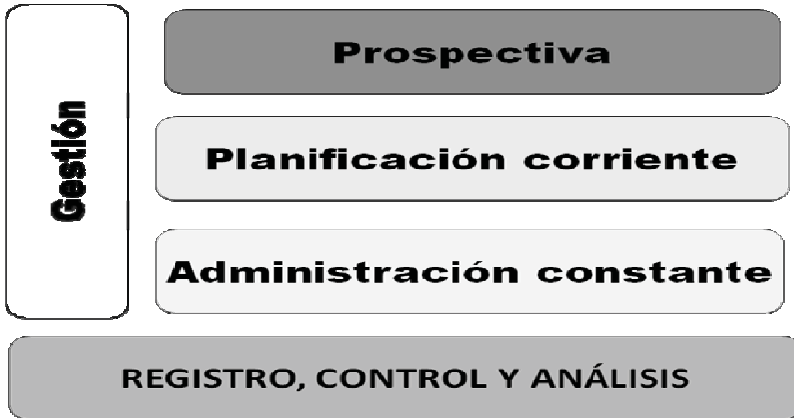 Gestión
Prospectiva
Planificación corriente
Administración constante
REGISTRO, CONTROL Y ANÁLISIS